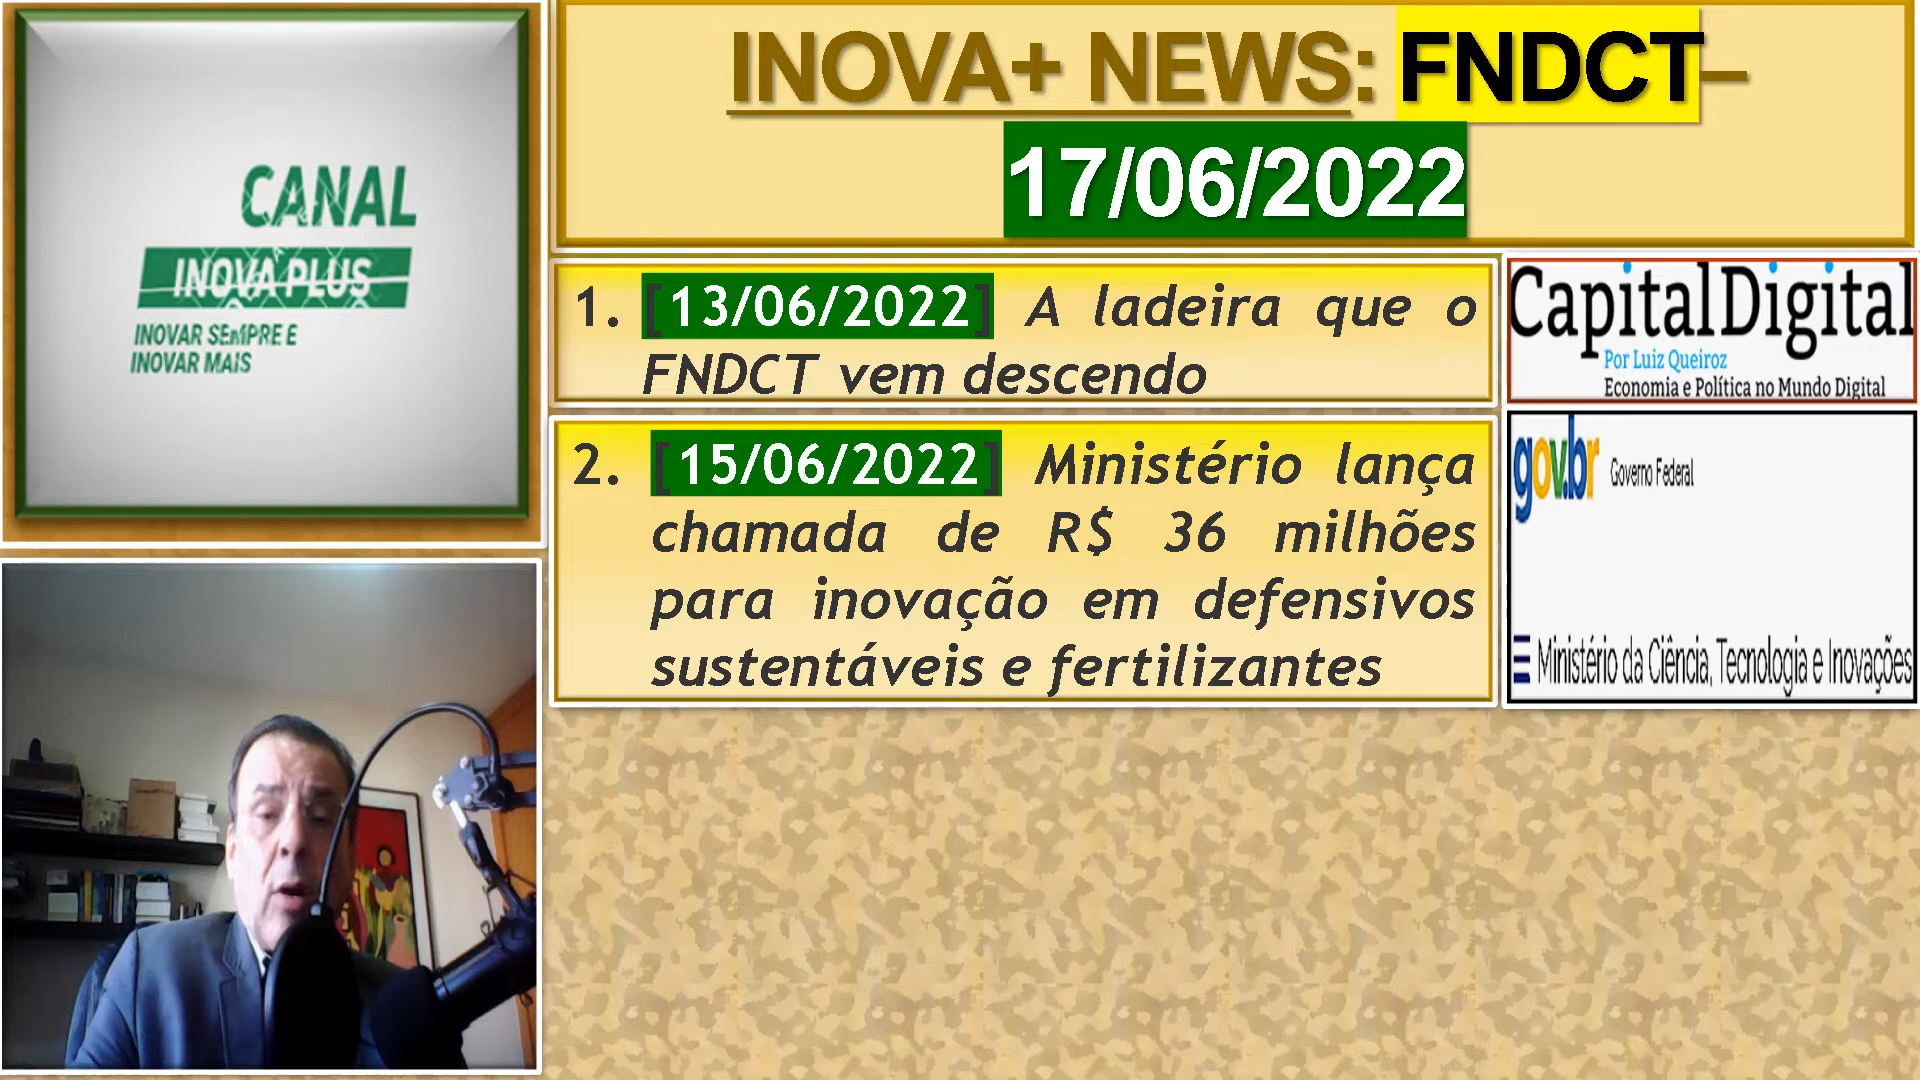 CANAL
INOVA PLUS
INOVAR SEMPRE E
INOVAR MAIS
INOVA+ NEWS: FNDCT–
17/06/2022
1. [13/06/2022] A ladeira que o
FNDCT vem descendo
CapitalDigital
Por Luiz Queiroz
Economia e Política no Mundo Digital
2. [15/06/2022] Ministério lança
chamada de R$ 36 milhões
para inovação em defensivos
sustentáveis e fertilizantes
gov.br Governo Federal
Ministério da Ciência, Tecnologia e Inovações